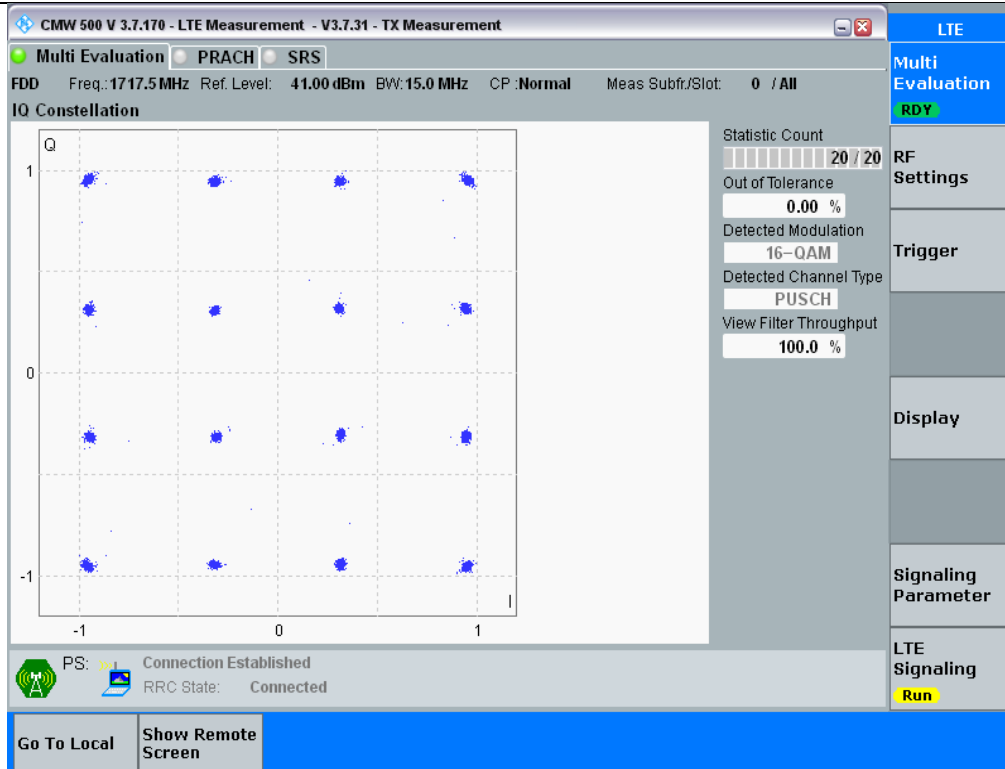 CMW 500 V 3.7.170 - LTE Measurement - V3.7.31 - TX Measurement
LTE
Multi Evaluation PRACH SRS
FDD Freq.:1717.5 MHz Ref. Level: 41.00 dBm BW:15.0 MHz CP :Normal Meas Subfr./Slot: 0 / All
IQ Constellation
Q
1
0
-1
-1 0 1
I
Statistic Count
20 / 20
Out of Tolerance
0.00 %
Detected Modulation
16-QAM
Detected Channel Type
PUSCH
View Filter Throughput
100.0 %
Multi
Evaluation
RDY
RF
Settings
Trigger
Display
Signaling
Parameter
LTE
Signaling
Run
PS: Connection Established
RRC State: Connected
Go To Local
Show Remote
Screen